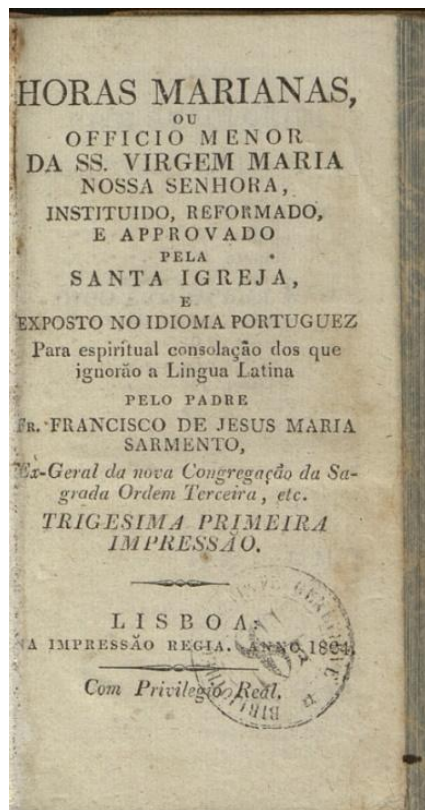 HORAS MARIANAS,
OU
OFFICIO MENOR
DA SS. VIRGEM MARIA
NOSSA SENHORA,
INSTITUIDO, REFORMADO,
E APPROVADO
PELA
SANTA IGREJA,
E
EXPOSTO NO IDIOMA PORTUGUEZ
Para espiritual consolação dos que
ignorão a Lingua Latina
PELO PADRE
FR. FRANCISCO DE JESUS MARIA
SARMENTO,
Ex-Geral da nova Congregação da Sa-
grada Ordem Terceira, etc.
TRIGESIMA PRIMEIRA
IMPRESSÃO.
LISBOA:
NA IMPRESSÃO REGIA. ANNO
Com Privilegio Real.